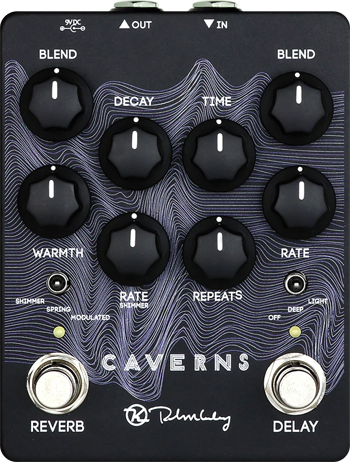 9VDC
▲OUT ▼IN
BLEND BLEND
DECAY TIME
WARMTH RATE
RATE REPEATS
SHIMMER
SHIMMER LIGHT
SPRING DEEP
MODULATED OFF
CAVERNS
K
REVERB DELAY